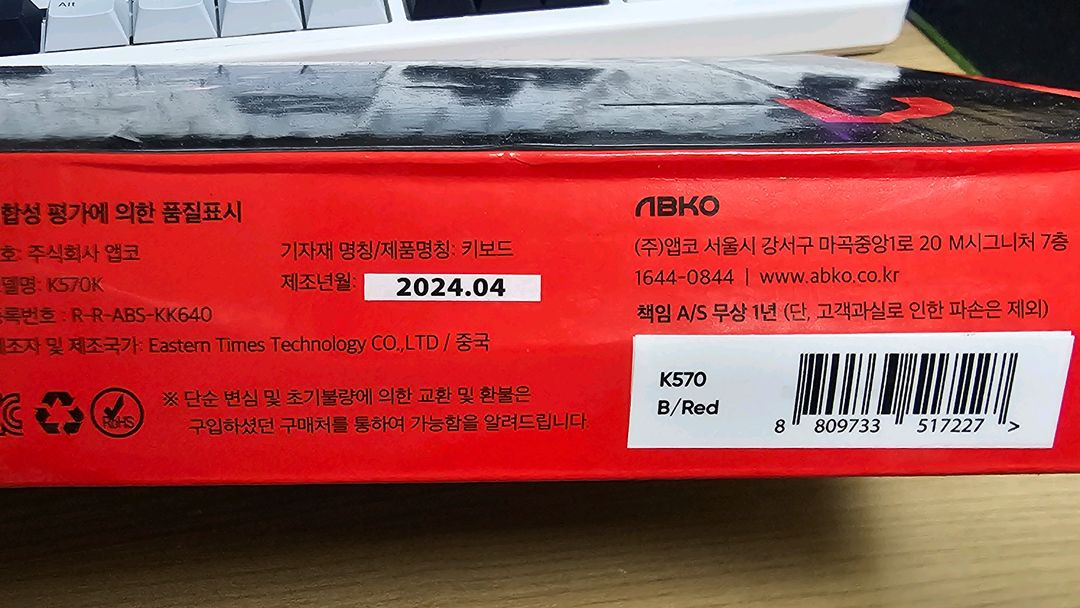 Alt
합성 평가에 의한 품질표시
호: 주식회사 앱코
델명: K570K
기자재 명칭/제품명칭: 키보드
제조년월: 2024.04
록번호 : R-R-ABS-KK640
조자 및 제조국가: Eastern Times Technology CO.,LTD / 중국
RoHS
※ 단순 변심 및 초기불량에 의한 교환 및 환불은
구입하셨던 구매처를 통하여 가능함을 알려드립니다.
ABKO
(주)앱코 서울시 강서구 마곡중앙1로 20 M시그니처 7층
1644-0844 | www.abko.co.kr
책임 A/S 무상 1년 (단, 고객과실로 인한 파손은 제외)
K570
B/Red
8 809733 517227 >